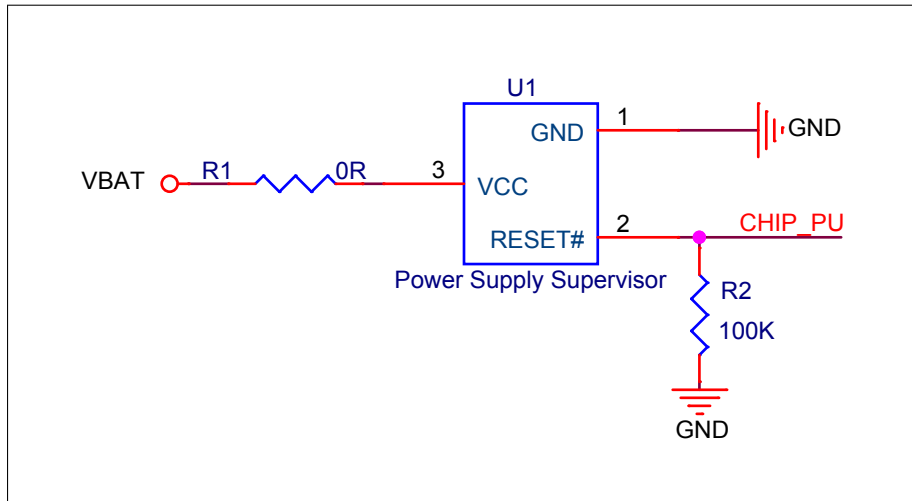 U1
GND
1
GND
VBAT
R1
0R
3
VCC
RESET#
2
CHIP_PU
Power Supply Supervisor
R2
100K
GND